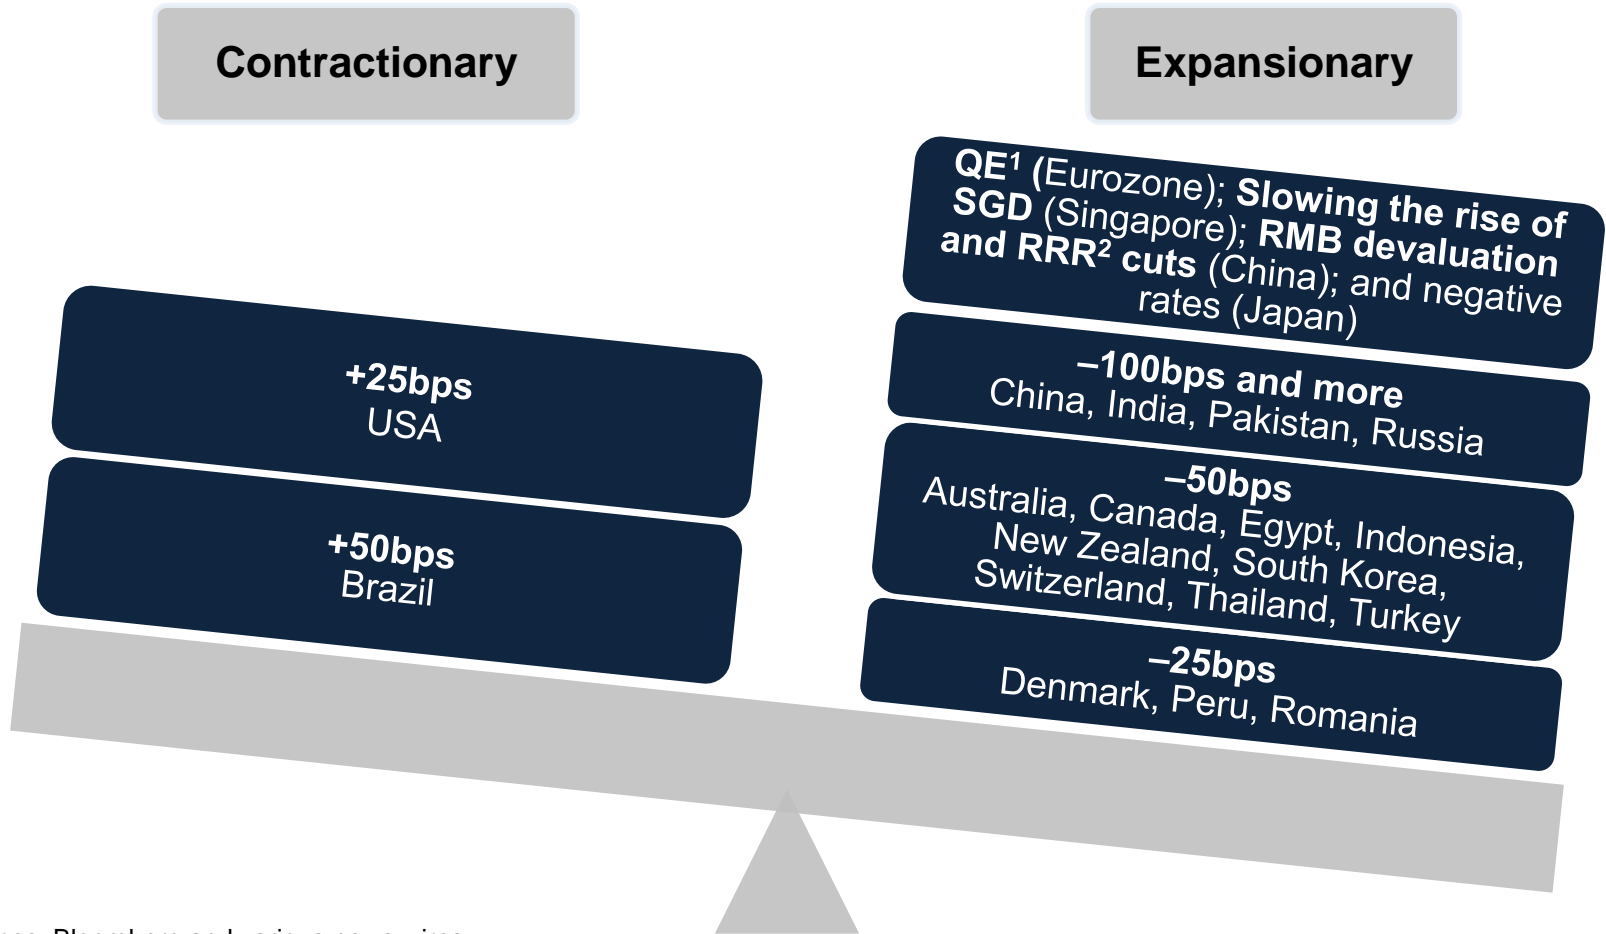 Contractionary
Expansionary
QE¹ (Eurozone); Slowing the rise of
SGD (Singapore); RMB devaluation
and RRR² cuts (China); and negative
rates (Japan)
+25bps
USA
–100bps and more
China, India, Pakistan, Russia
–50bps
Australia, Canada, Egypt, Indonesia,
New Zealand, South Korea,
Switzerland, Thailand, Turkey
+50bps
Brazil
–25bps
Denmark, Peru, Romania